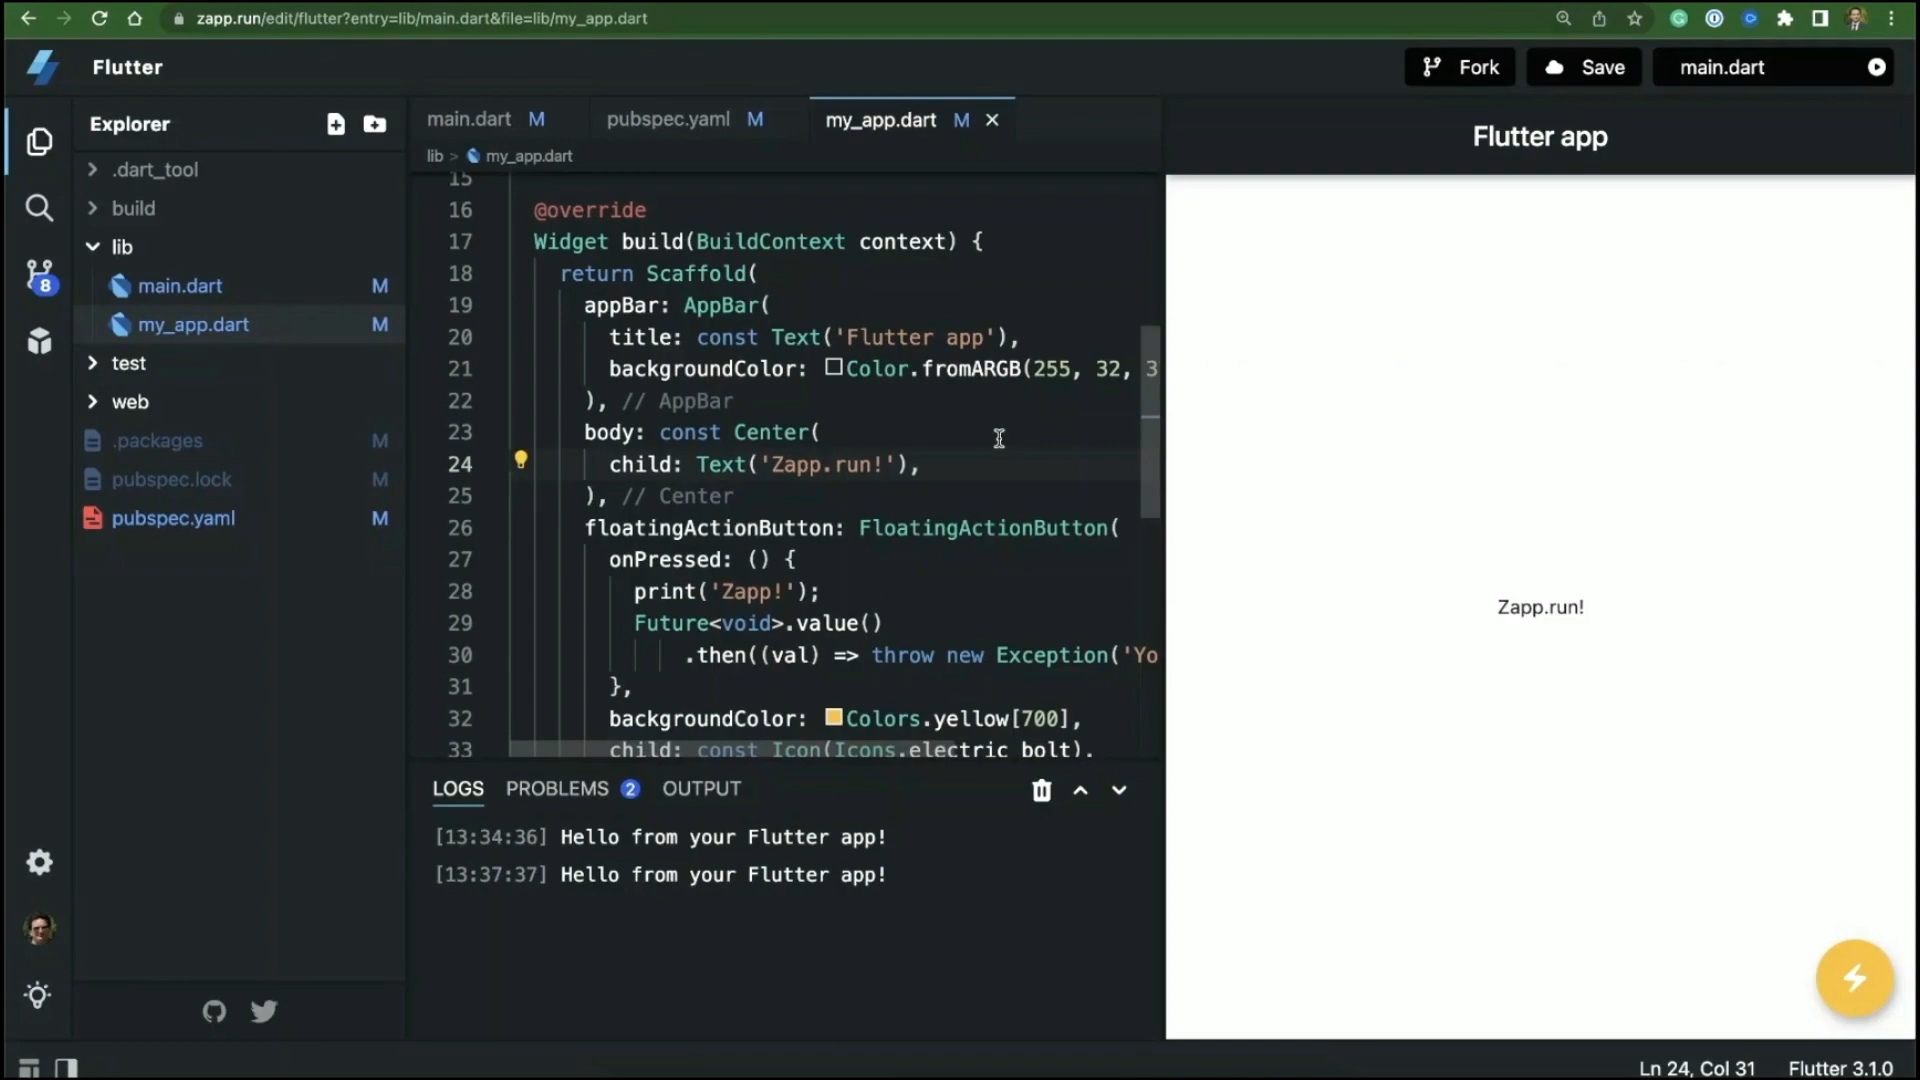 zapp.run/edit/flutter?entry=lib/main.dart&file=lib/my_app.dart
Flutter
Fork
Save
main.dart
Explorer
.dart_tool
build
lib
main.dart M
my_app.dart M
test
web
.packages M
pubspec.lock M
pubspec.yaml M
8
main.dart M
pubspec.yaml M
my_app.dart M
lib > my_app.dart
15
16 @override
17 Widget build(BuildContext context) {
18 return Scaffold(
19 appBar: AppBar(
20 title: const Text('Flutter app'),
21 backgroundColor: Color.fromARGB(255, 32, 3
22 ), // AppBar
23 body: const Center(
24 child: Text('Zapp.run!'),
25 ), // Center
26 floatingActionButton: FloatingActionButton(
27 onPressed: () {
28 print('Zapp!');
29 Future<void>.value()
30 .then((val) => throw new Exception('Yo
31 },
32 backgroundColor: Colors.yellow[700],
33 child: const Icon(Icons.electric_bolt),
LOGS PROBLEMS 2 OUTPUT
[13:34:36] Hello from your Flutter app!
[13:37:37] Hello from your Flutter app!
Flutter app
Zapp.run!
Ln 24, Col 31 Flutter 3.1.0